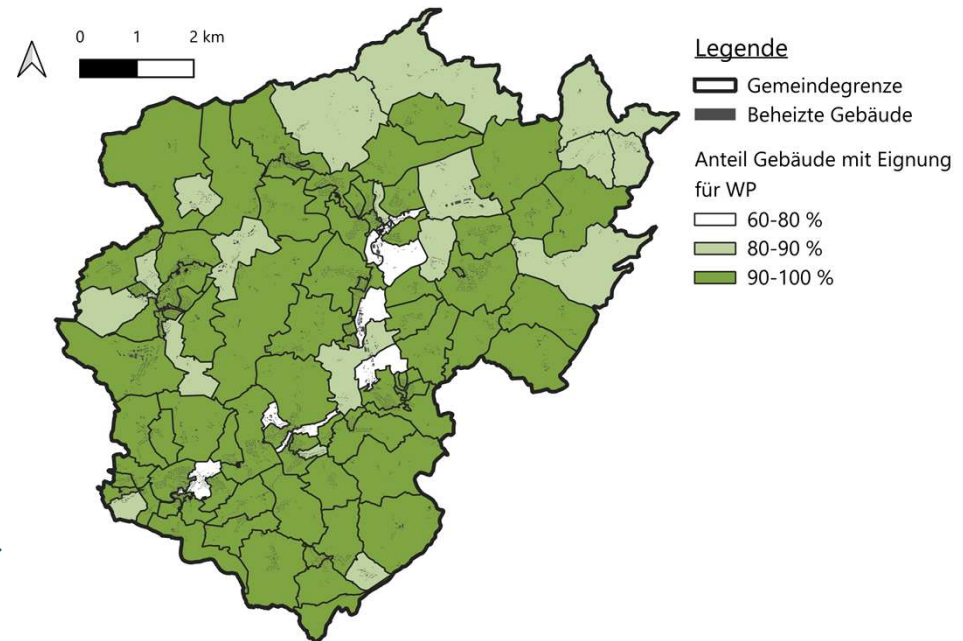 0 1 2 km
Legende
Gemeindegrenze
Beheizte Gebäude
Anteil Gebäude mit Eignung
für WP
60-80 %
80-90 %
90-100 %